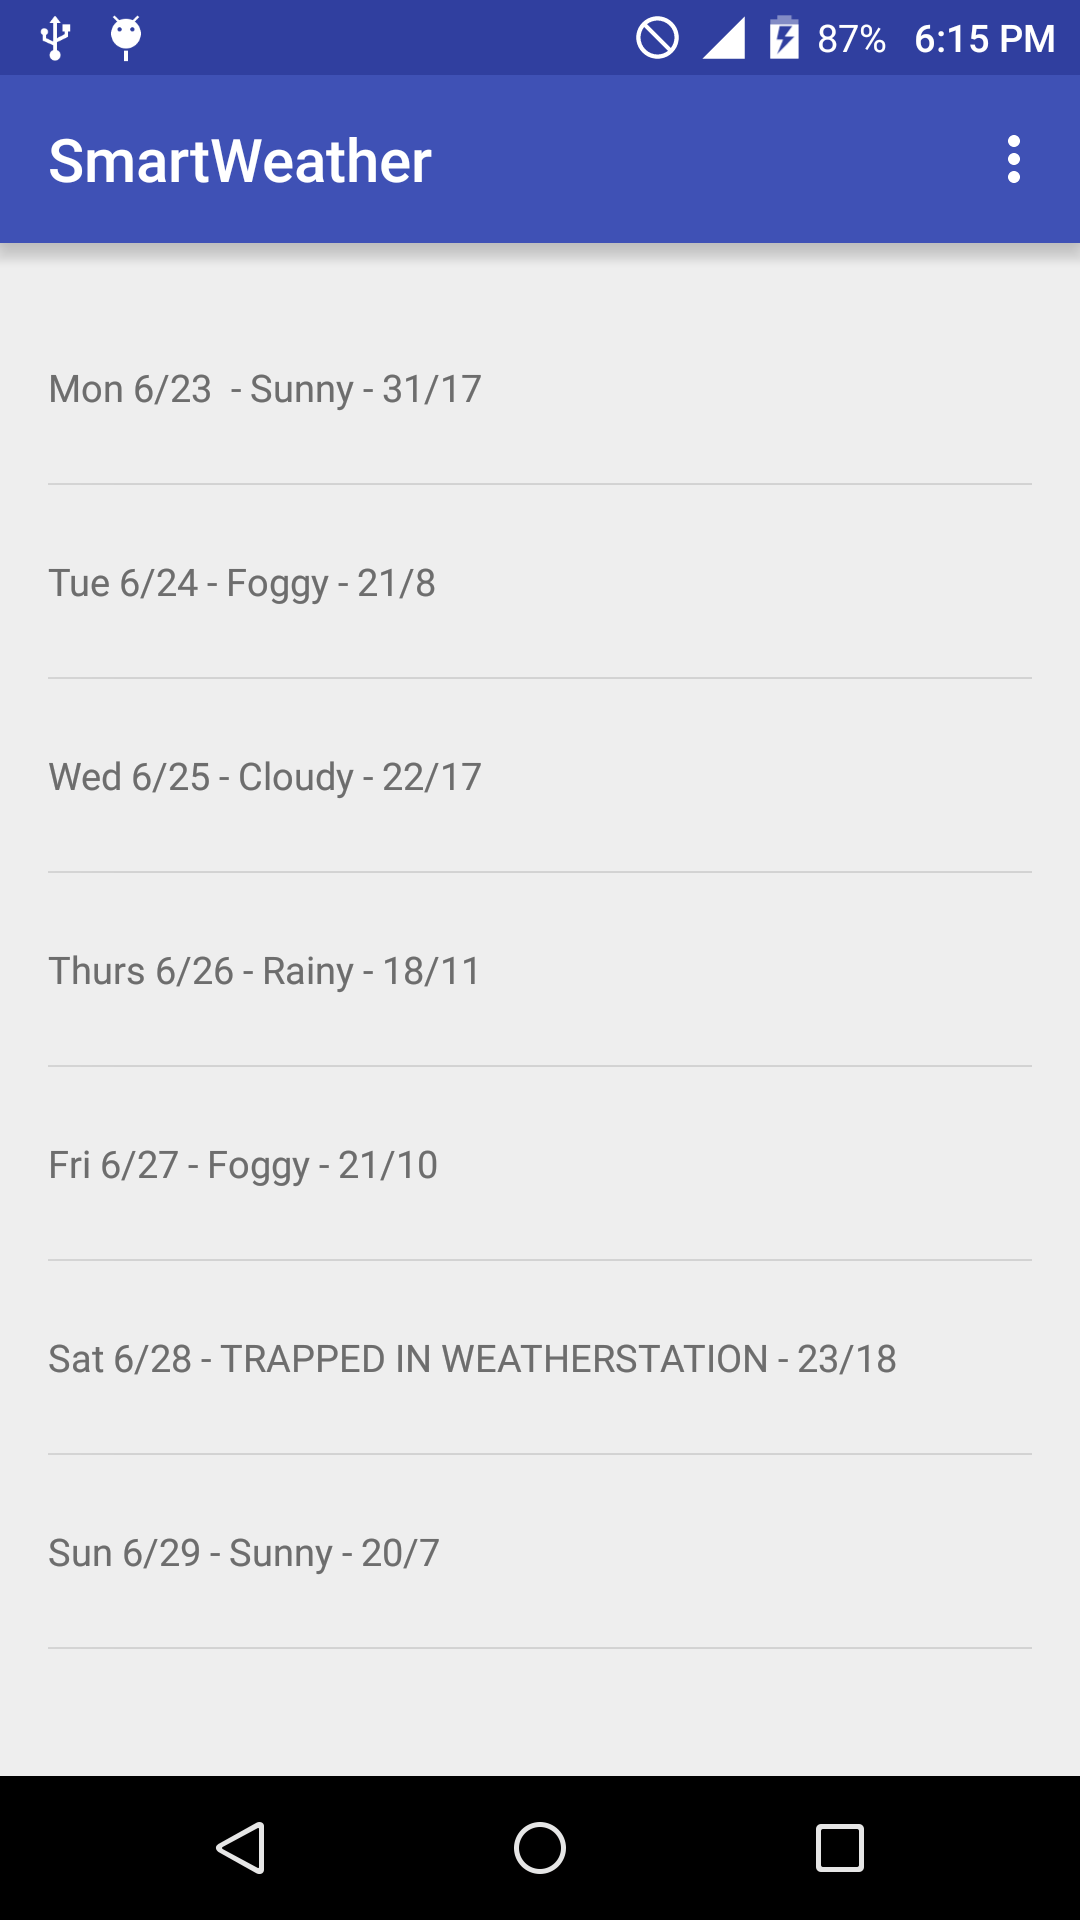 87% 6:15 PM
SmartWeather
Mon 6/23  - Sunny - 31/17
Tue 6/24 - Foggy - 21/8
Wed 6/25 - Cloudy - 22/17
Thurs 6/26 - Rainy - 18/11
Fri 6/27 - Foggy - 21/10
Sat 6/28 - TRAPPED IN WEATHERSTATION - 23/18
Sun 6/29 - Sunny - 20/7